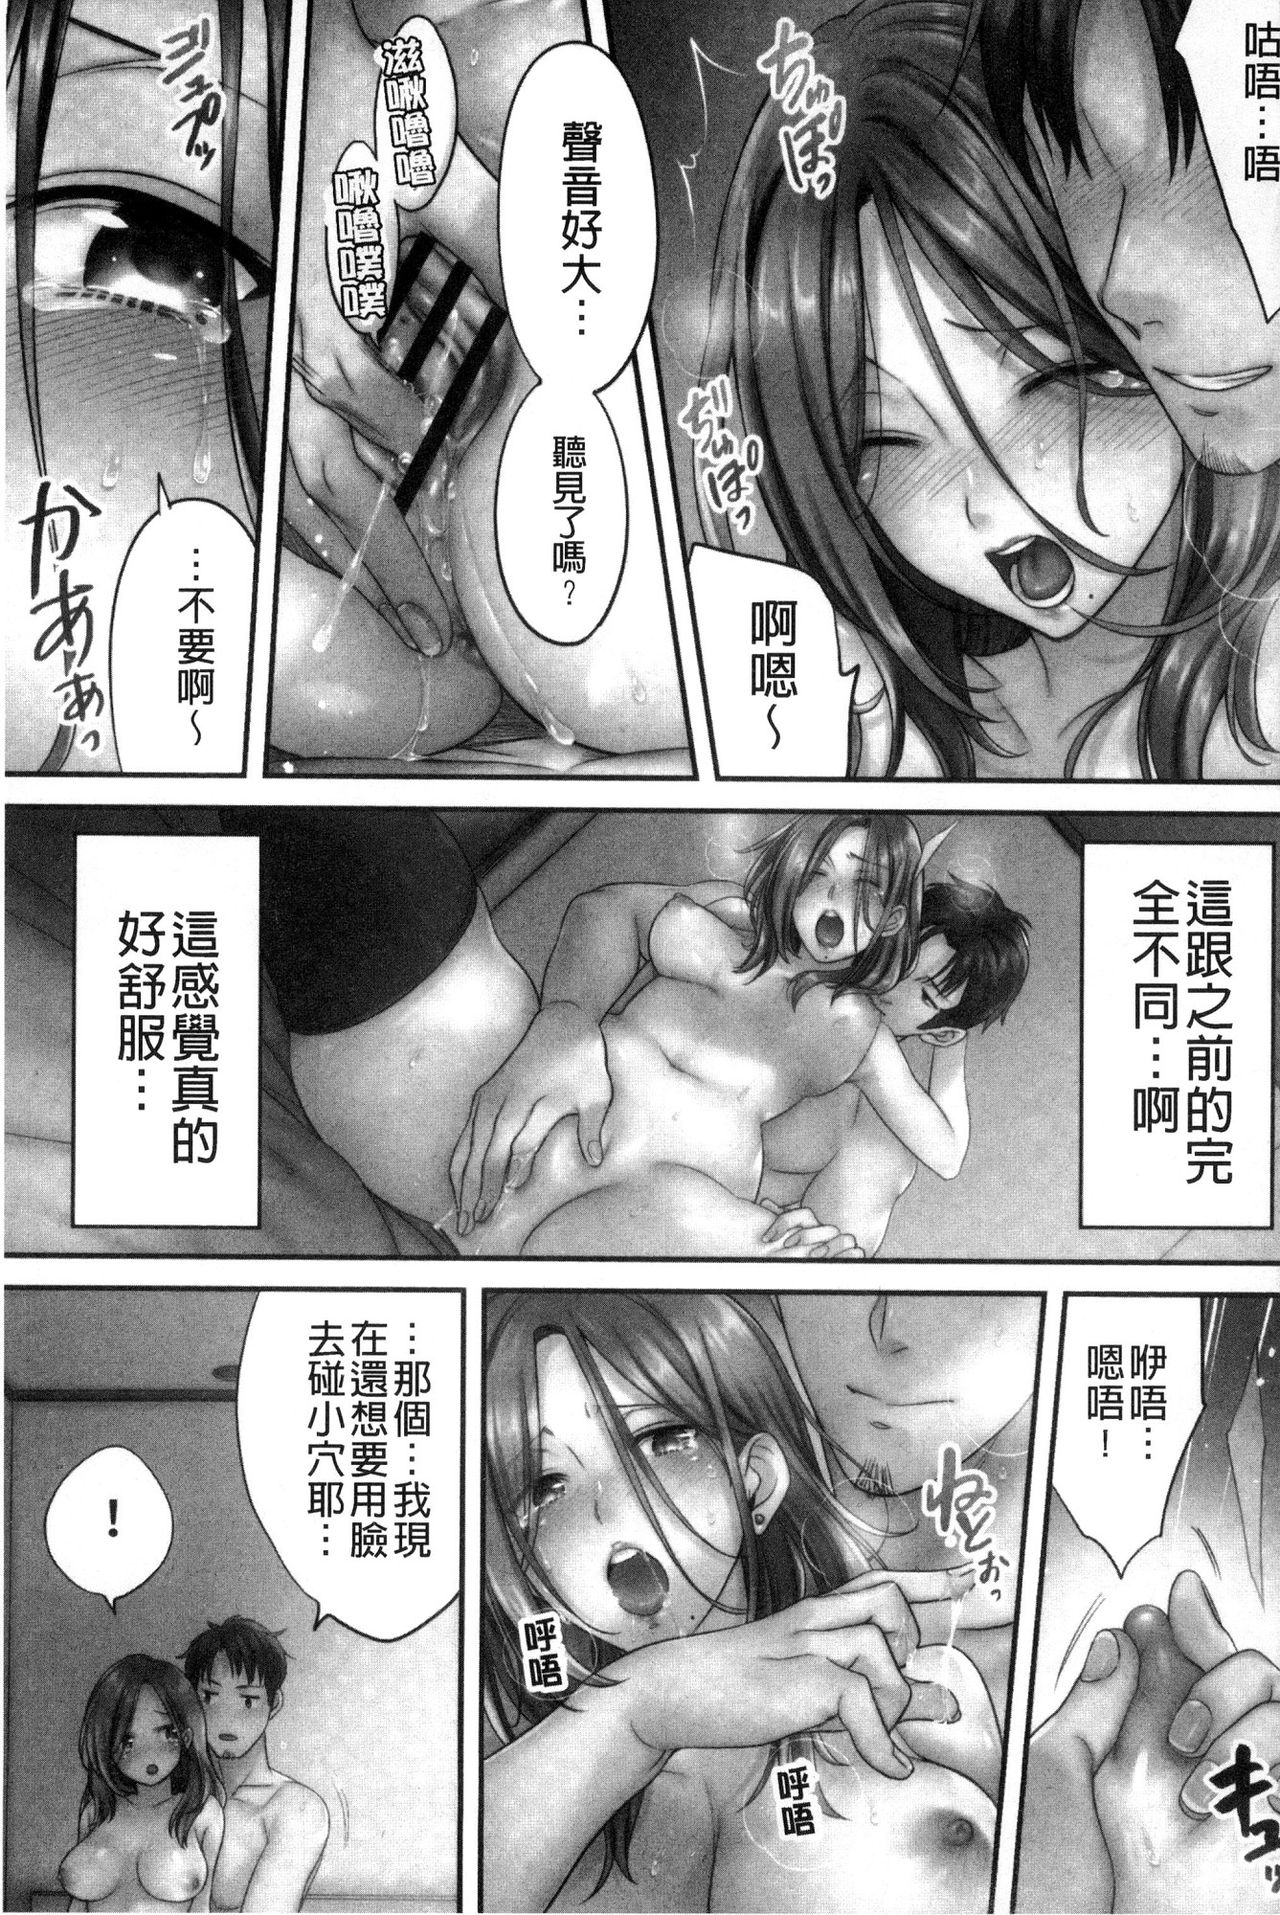 咕唔…唔
ちゅ
ぽっ
ぢゅ
ぽっ
啊嗯～
聲音好大…
聽見了嗎？
滋啾嚕嚕
啾嚕噗噗
ゴュプッ
…不要啊～
かあぁっ
這跟之前的完
全不同…啊
這感覺真的
好舒服…
咿唔…
嗯唔！
キュッ
ねとぉっ
呼唔
呼唔
…那個…我現
在還想要用臉
去碰小穴耶…
！